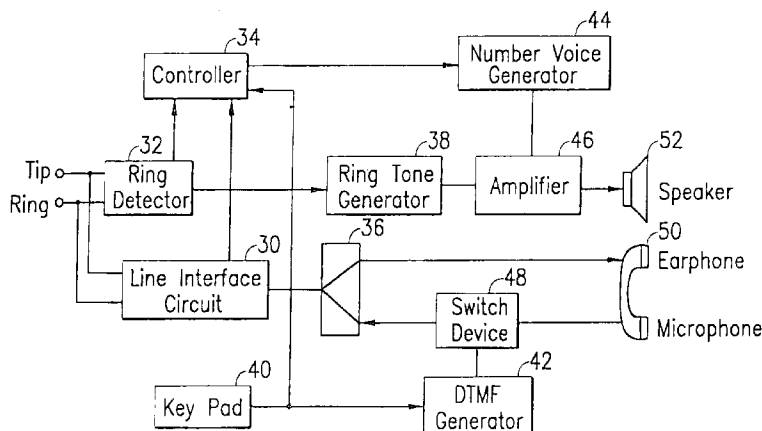 34
Controller
44
Number Voice
Generator
32
Ring
Detector
Tip
Ring
38
Ring Tone
Generator
46
Amplifier
52
Speaker
30
Line Interface
Circuit
36
50
Earphone
48
Switch
Device
Microphone
40
Key Pad
42
DTMF
Generator